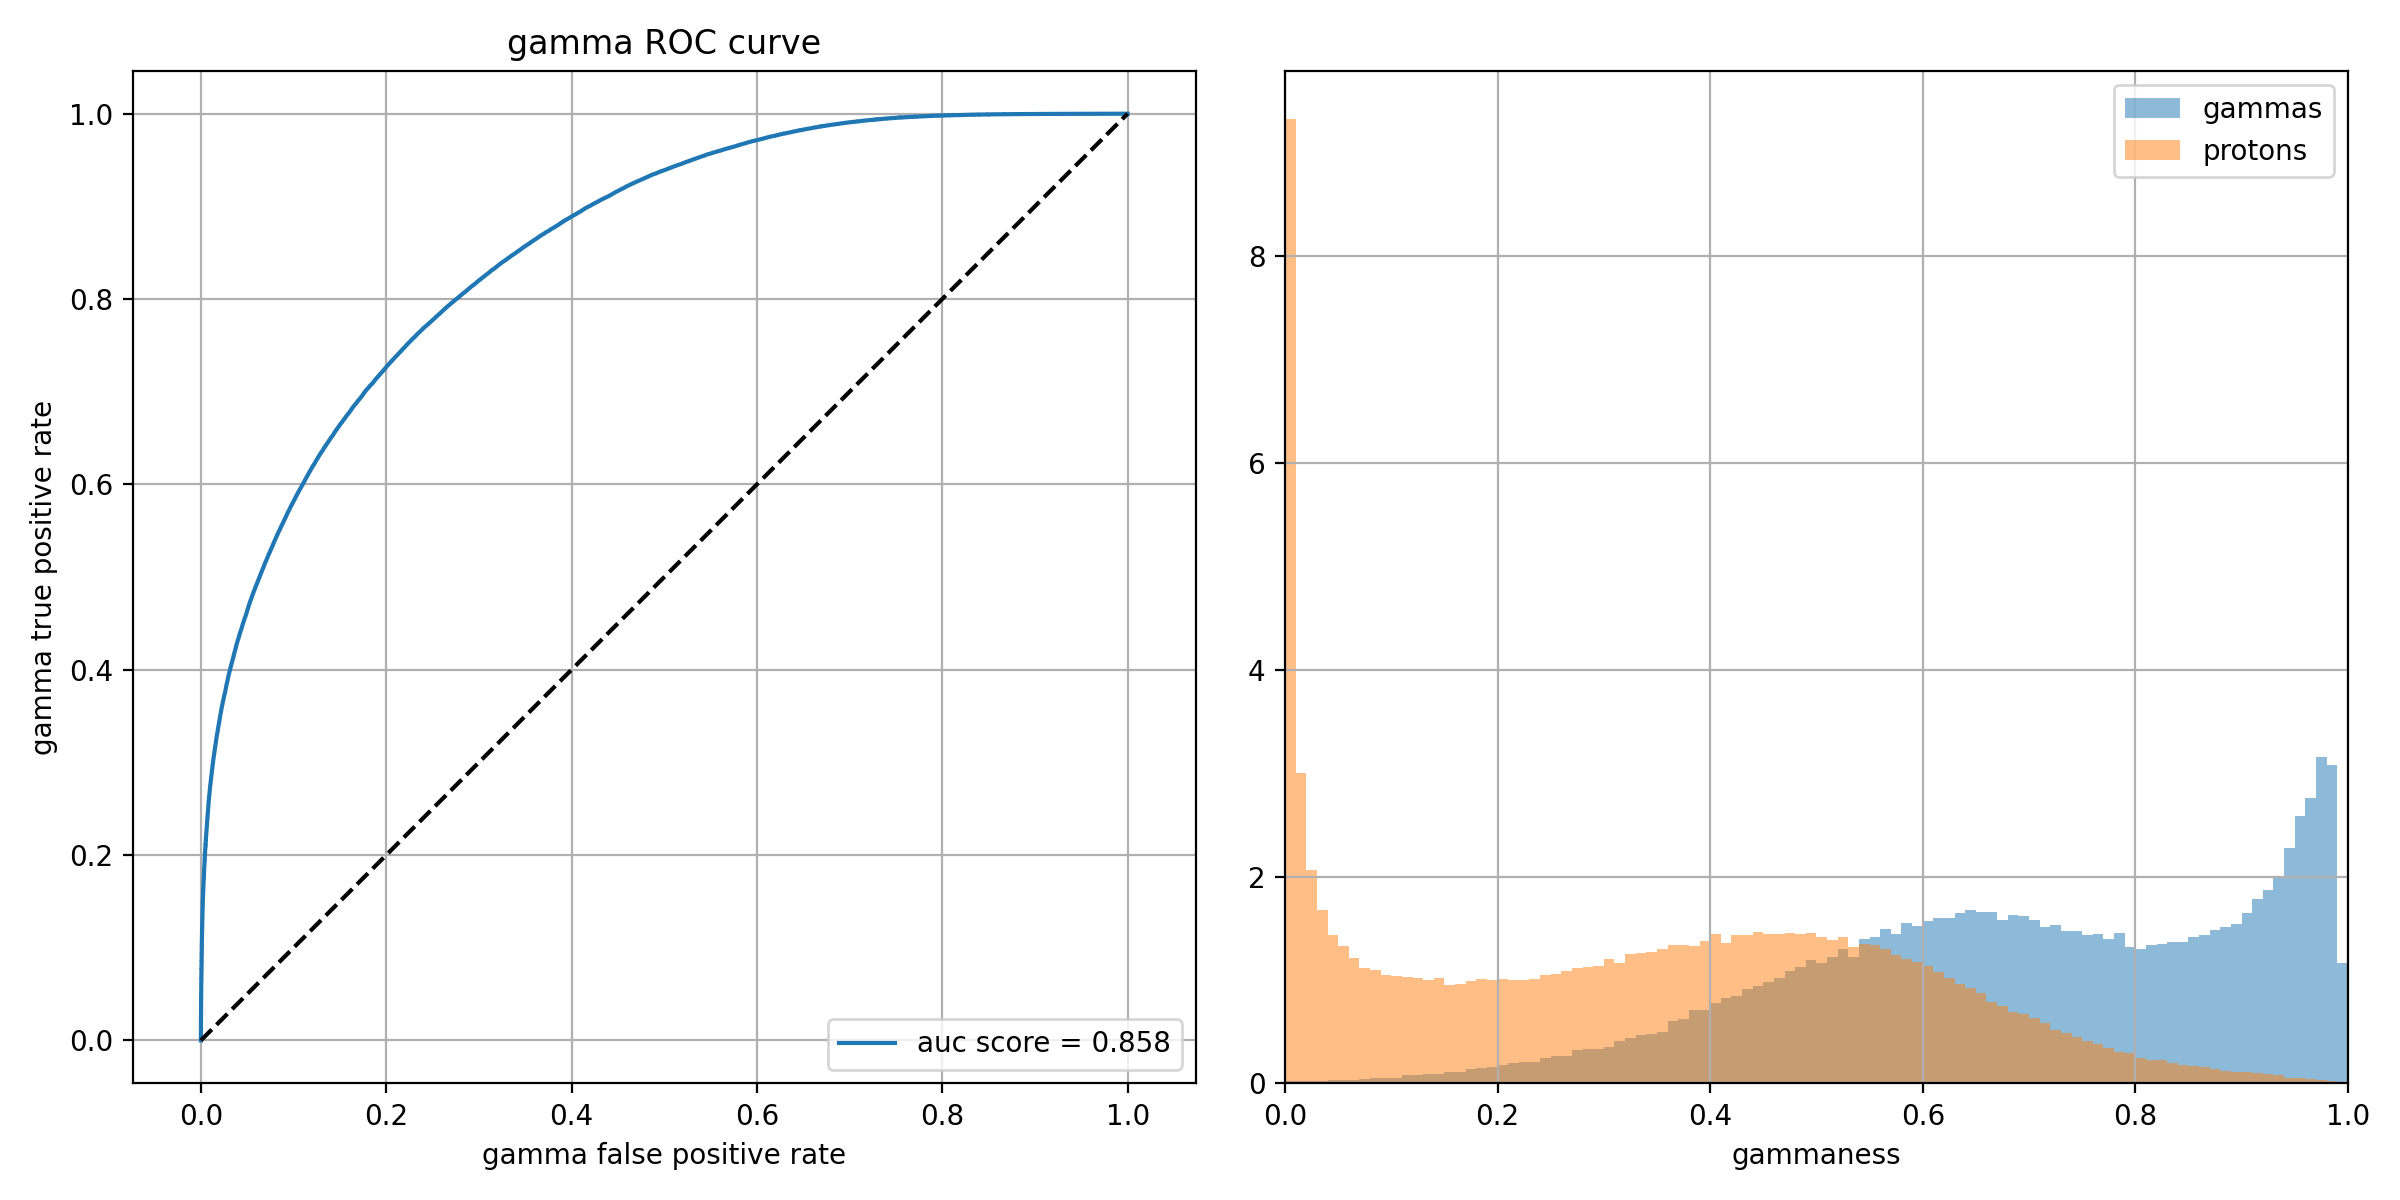 gamma ROC curve
gamma true positive rate
1.0
0.8
0.6
0.4
0.2
0.0
auc score = 0.858
0.0 0.2 0.4 0.6 0.8 1.0
gamma false positive rate
gammas
protons
8
6
4
2
0
0.0 0.2 0.4 0.6 0.8 1.0
gammaness